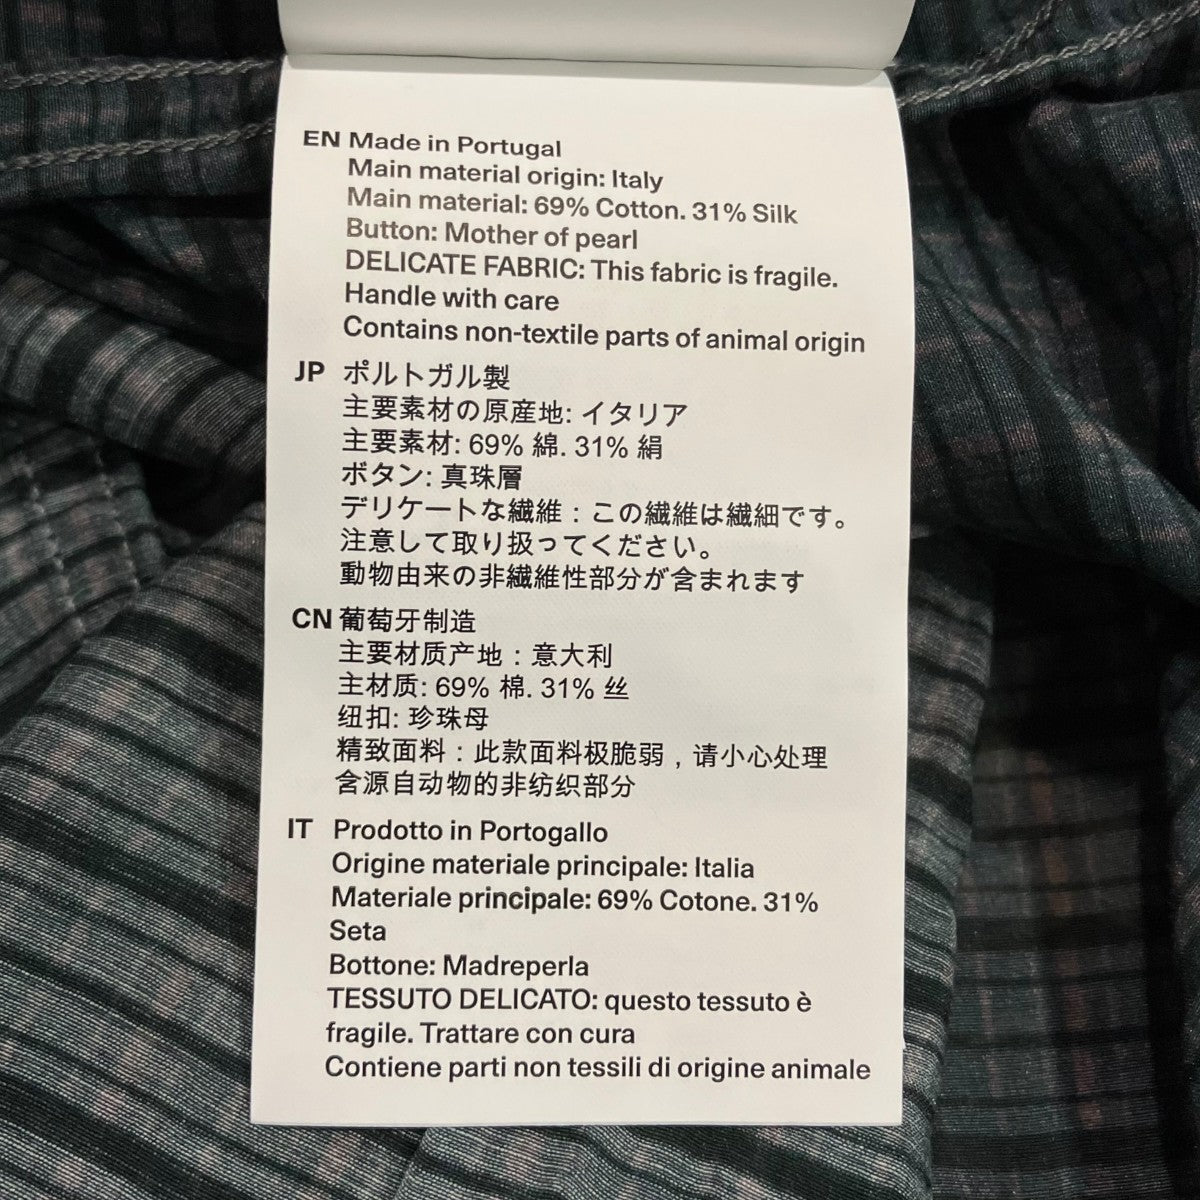 EN Made in Portugal
Main material origin: Italy
Main material: 69% Cotton. 31% Silk
Button: Mother of pearl
DELICATE FABRIC: This fabric is fragile.
Handle with care
Contains non-textile parts of animal origin
JP ポルトガル製
主要素材の原産地: イタリア
主要素材: 69% 綿. 31% 絹
ボタン: 真珠層
デリケートな繊維：この繊維は繊細です。
注意して取り扱ってください。
動物由来の非繊維性部分が含まれます
CN 葡萄牙制造
主要材质产地：意大利
主材质: 69% 棉. 31% 丝
纽扣: 珍珠母
精致面料：此款面料极脆弱，请小心处理
含源自动物的非纺织部分
IT Prodotto in Portogallo
Origine materiale principale: Italia
Materiale principale: 69% Cotone. 31%
Seta
Bottone: Madreperla
TESSUTO DELICATO: questo tessuto è
fragile. Trattare con cura
Contiene parti non tessili di origine animale